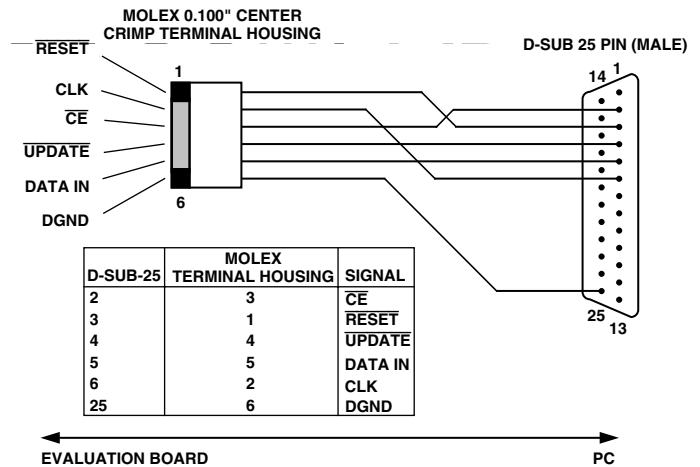 MOLEX 0.100" CENTER
CRIMP TERMINAL HOUSING
D-SUB 25 PIN (MALE)
RESET
CLK
CE
UPDATE
DATA IN
DGND
1
6
14 1
25
13
D-SUB-25 MOLEX TERMINAL HOUSING SIGNAL
2 3 CE
3 1 RESET
4 4 UPDATE
5 5 DATA IN
6 2 CLK
25 6 DGND
EVALUATION BOARD PC